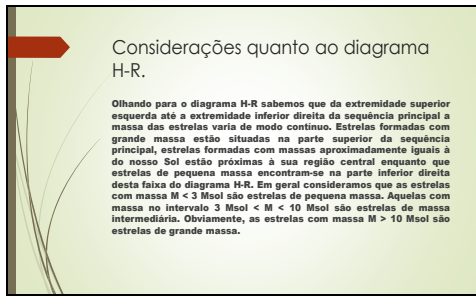 Considerações quanto ao diagrama
H-R.
Olhando para o diagrama H-R sabemos que da extremidade superior
esquerda até a extremidade inferior direita da sequência principal a
massa das estrelas varia de modo contínuo. Estrelas formadas com
grande massa estão situadas na parte superior da sequência
principal, estrelas formadas com massas aproximadamente iguais à
do nosso Sol estão próximas à sua região central enquanto que
estrelas de pequena massa encontram-se na parte inferior direita
desta faixa do diagrama H-R. Em geral consideramos que as estrelas
com massa M < 3 Msol são estrelas de pequena massa. Aquelas com
massa no intervalo 3 Msol < M < 10 Msol são estrelas de massa
intermediária. Obviamente, as estrelas com massa M > 10 Msol são
estrelas de grande massa.